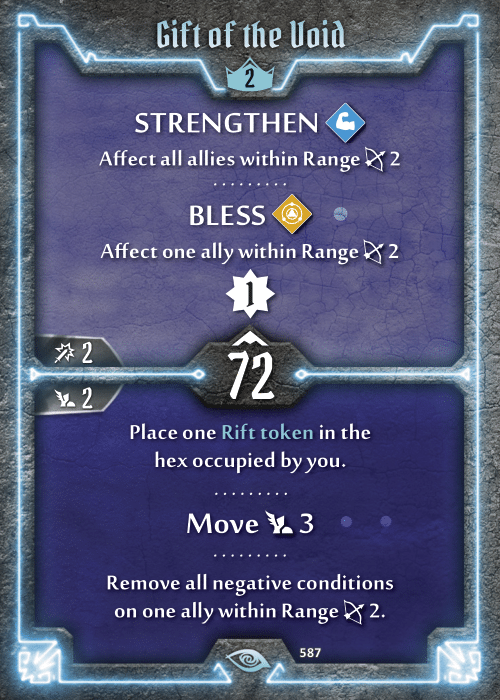 Gift of the Void
2
STRENGTHEN
Affect all allies within Range 2
BLESS
Affect one ally within Range 2
1
2
72
2
Place one Rift token in the
hex occupied by you.
Move 3
Remove all negative conditions
on one ally within Range 2.
587